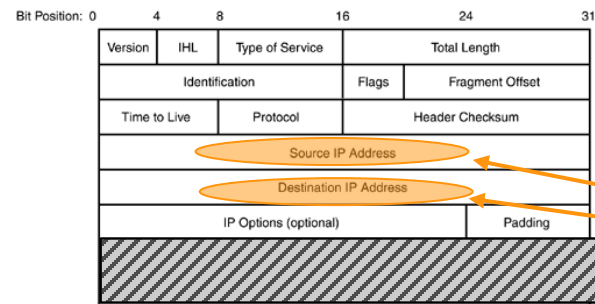 Bit Position: 0 4 8 16 24 31
Version IHL Type of Service Total Length
Identification Flags Fragment Offset
Time to Live Protocol Header Checksum
Source IP Address
Destination IP Address
IP Options (optional) Padding